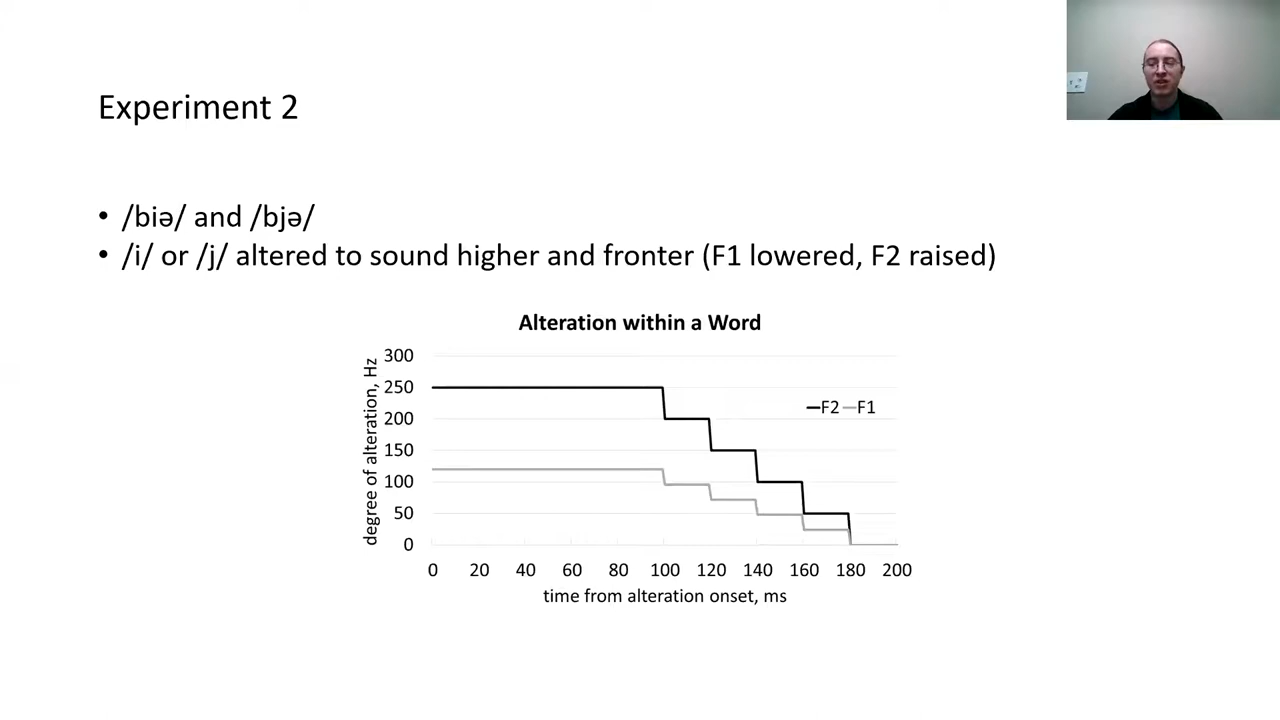 Experiment 2
• /biə/ and /bjə/
• /i/ or /j/ altered to sound higher and fronter (F1 lowered, F2 raised)
Alteration within a Word
degree of alteration, Hz
300
250
200
150
100
50
0
F2 F1
0 20 40 60 80 100 120 140 160 180 200
time from alteration onset, ms